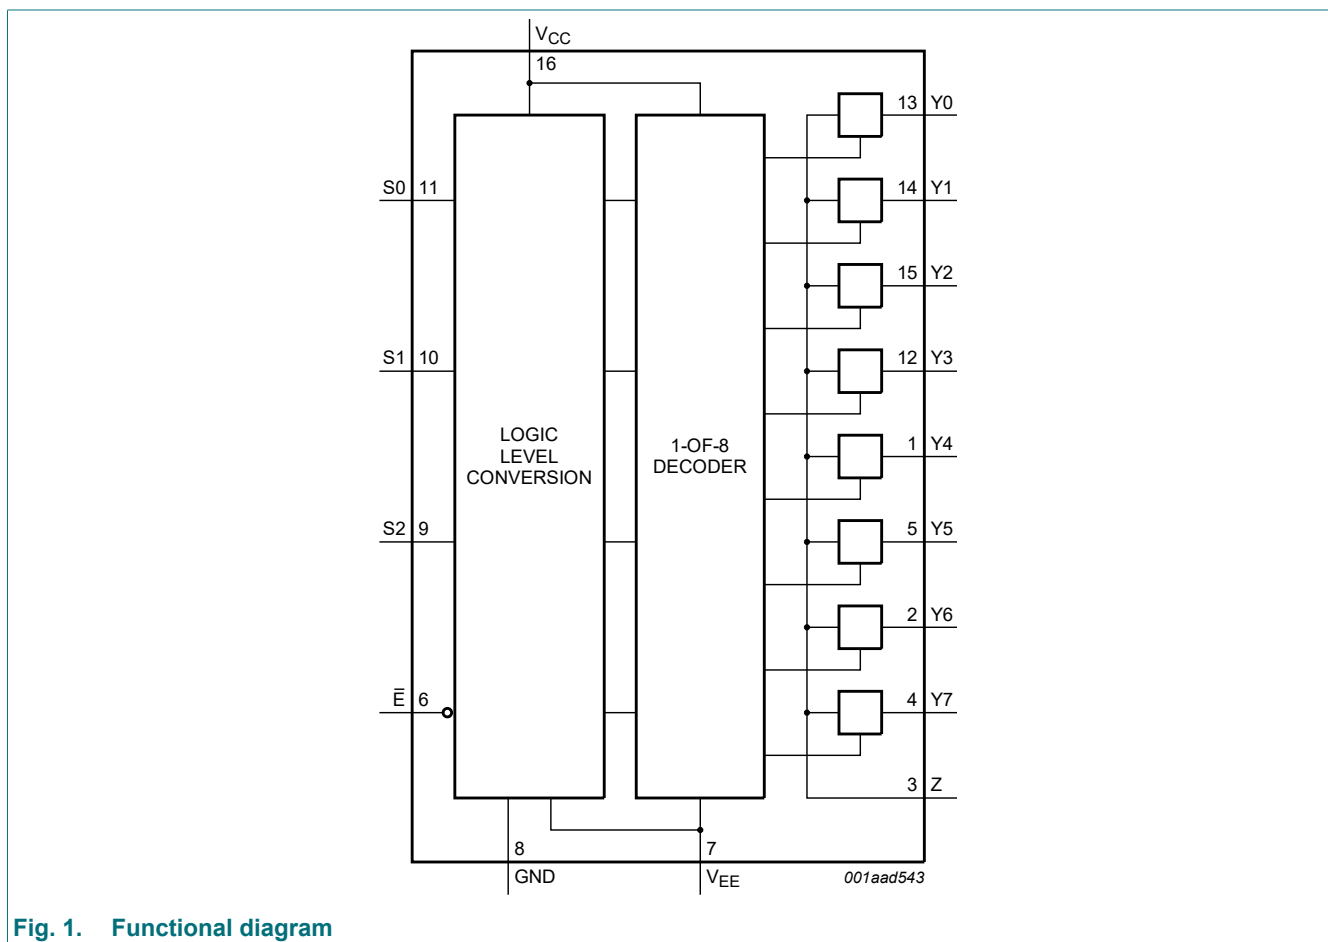 VCC
16
13 Y0
S0 11
14 Y1
15 Y2
S1 10
12 Y3
LOGIC
LEVEL
CONVERSION
1-OF-8
DECODER
1 Y4
S2 9
5 Y5
2 Y6
E̅ 6
4 Y7
3 Z
8
GND
7
VEE
001aad543
Fig. 1. Functional diagram